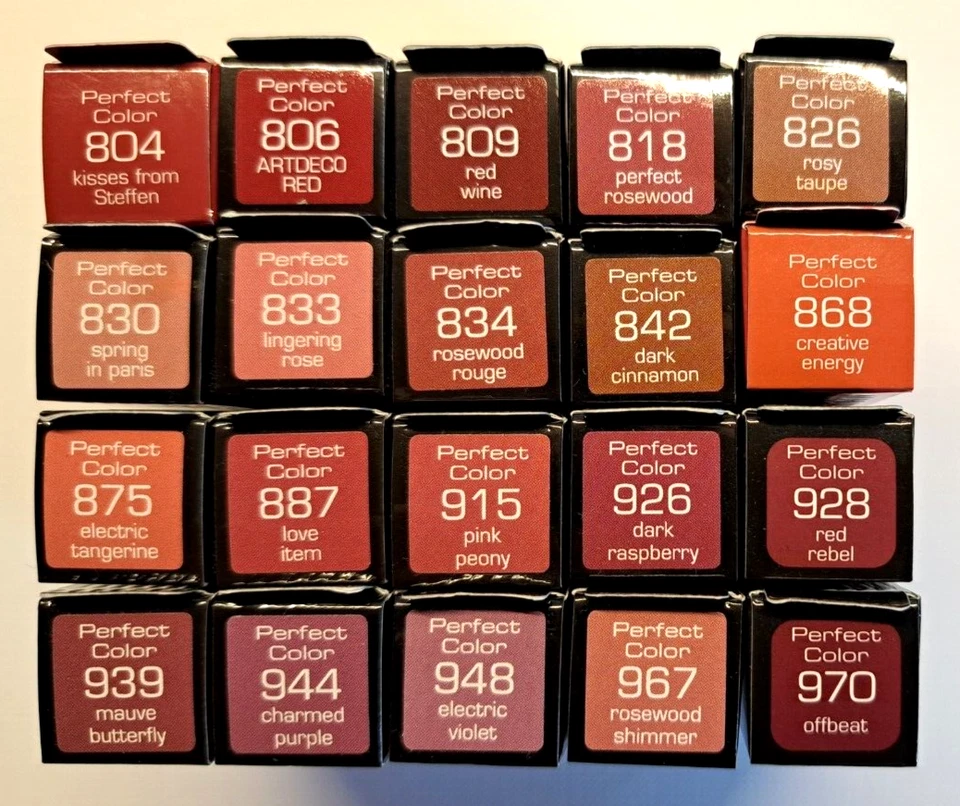 Perfect
Color
804
kisses from
Steffen
Perfect
Color
806
ARTDECO
RED
Perfect
Color
809
red
wine
Perfect
Color
818
perfect
rosewood
Perfect
Color
826
rosy
taupe
Perfect
Color
830
spring
in paris
Perfect
Color
833
lingering
rose
Perfect
Color
834
rosewood
rouge
Perfect
Color
842
dark
cinnamon
Perfect
Color
868
creative
energy
Perfect
Color
875
electric
tangerine
Perfect
Color
887
love
item
Perfect
Color
915
pink
peony
Perfect
Color
926
dark
raspberry
Perfect
Color
928
red
rebel
Perfect
Color
939
mauve
butterfly
Perfect
Color
944
charmed
purple
Perfect
Color
948
electric
violet
Perfect
Color
967
rosewood
shimmer
Perfect
Color
970
offbeat